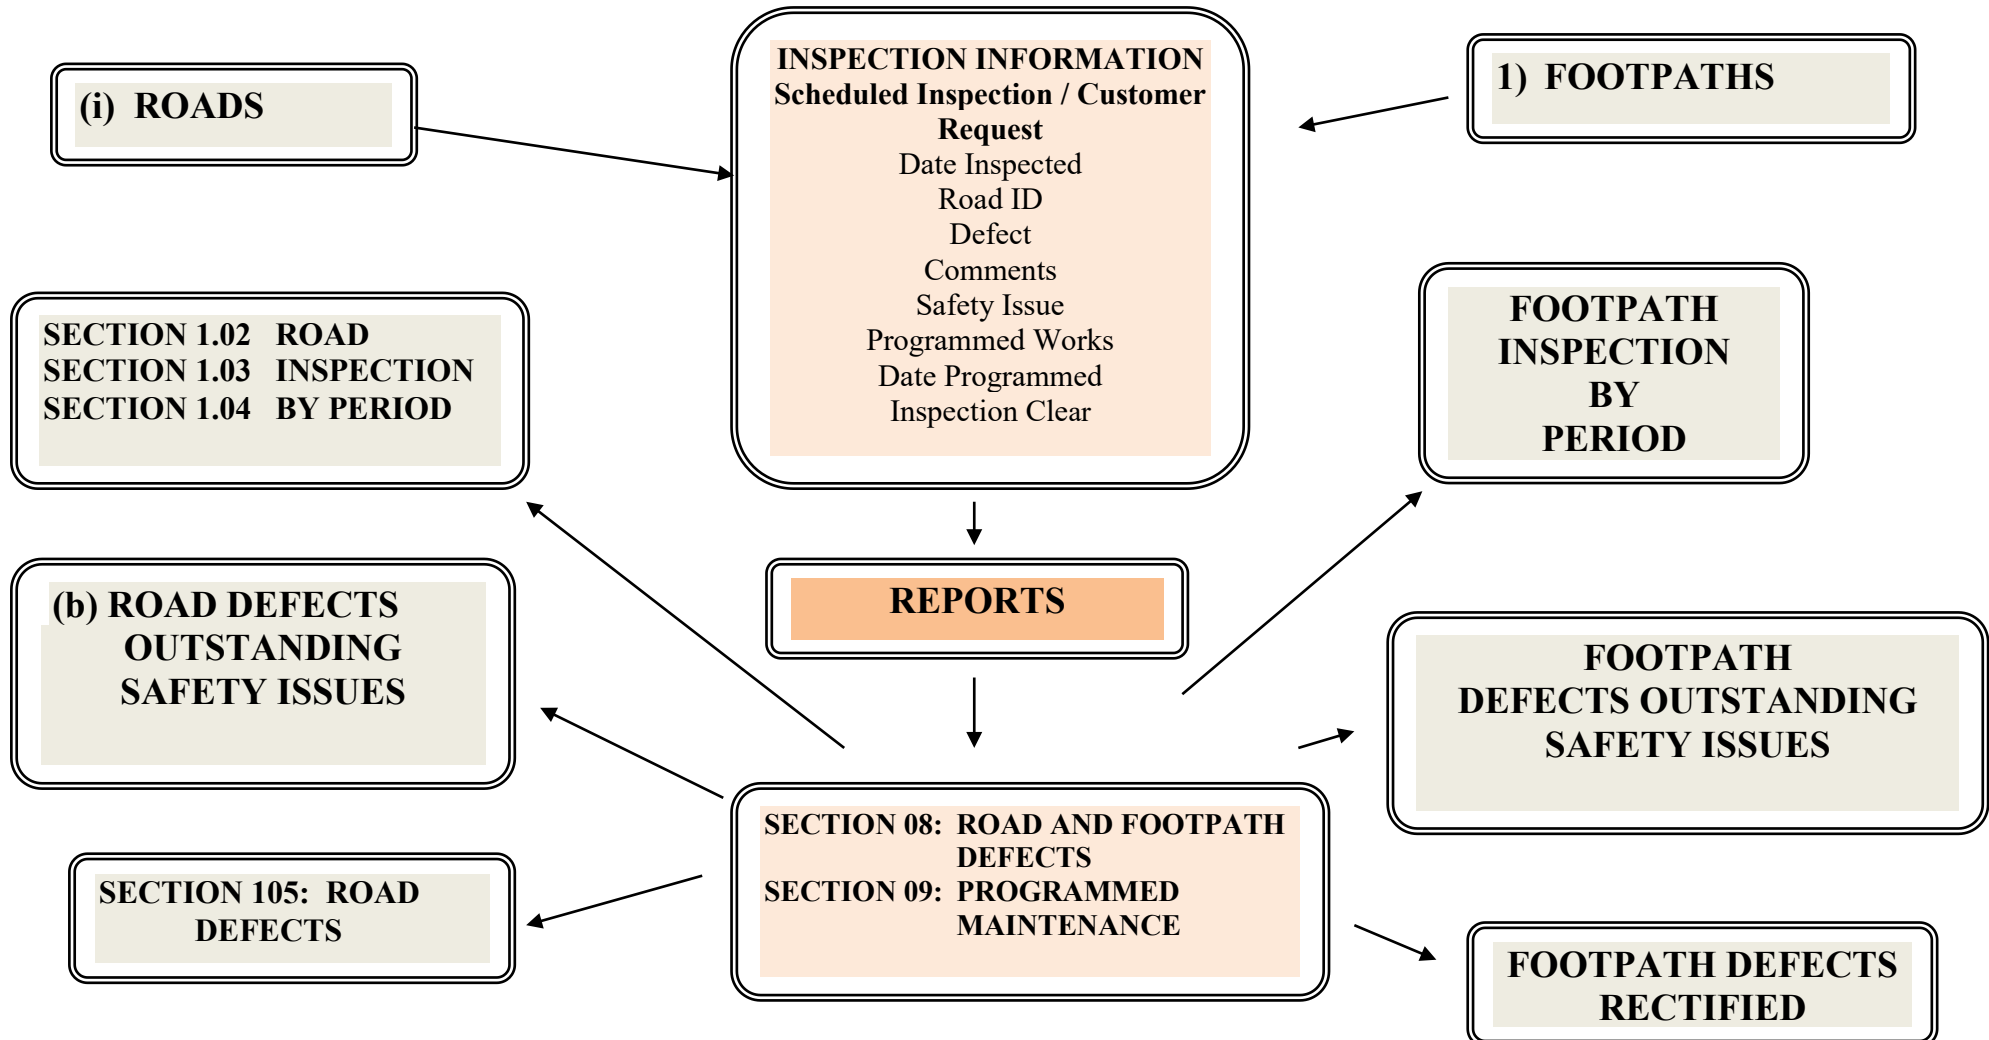 (i) ROADS
INSPECTION INFORMATION
Scheduled Inspection / Customer
Request
Date Inspected
Road ID
Defect
Comments
Safety Issue
Programmed Works
Date Programmed
Inspection Clear
1) FOOTPATHS
SECTION 1.02 ROAD
SECTION 1.03 INSPECTION
SECTION 1.04 BY PERIOD
FOOTPATH
INSPECTION
BY
PERIOD
(b) ROAD DEFECTS
OUTSTANDING
SAFETY ISSUES
REPORTS
FOOTPATH
DEFECTS OUTSTANDING
SAFETY ISSUES
SECTION 105: ROAD
DEFECTS
SECTION 08: ROAD AND FOOTPATH
DEFECTS
SECTION 09: PROGRAMMED
MAINTENANCE
FOOTPATH DEFECTS
RECTIFIED